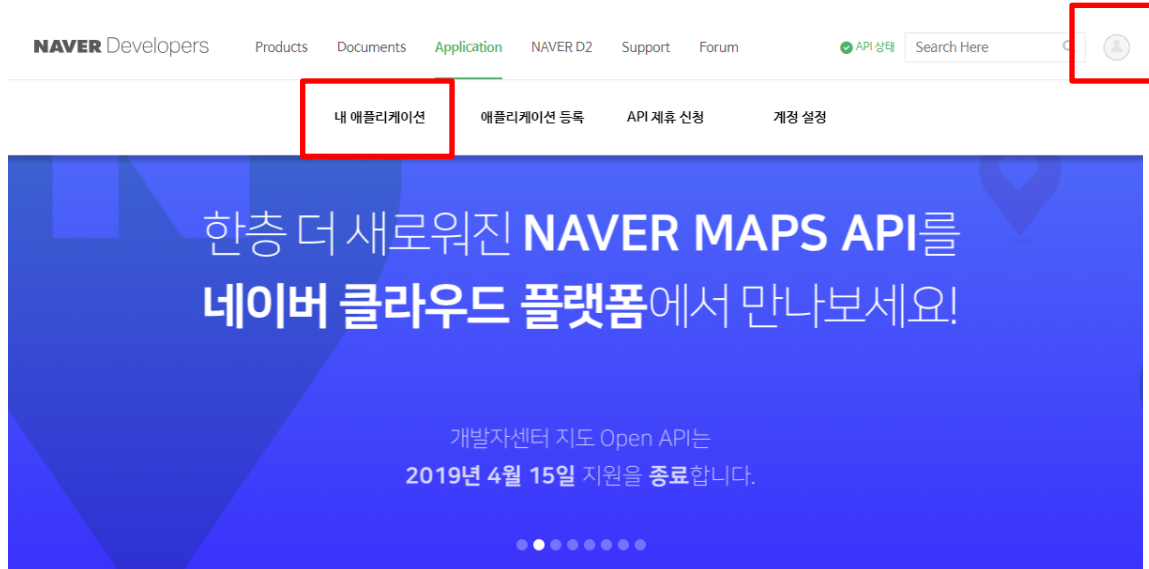 NAVER Developers Products Documents Application NAVER D2 Support Forum API 상태 Search Here
내 애플리케이션 애플리케이션 등록 API 제휴 신청 계정 설정
한층 더 새로워진 NAVER MAPS API를
네이버 클라우드 플랫폼에서 만나보세요!
개발자센터 지도 Open API는
2019년 4월 15일 지원을 종료합니다.